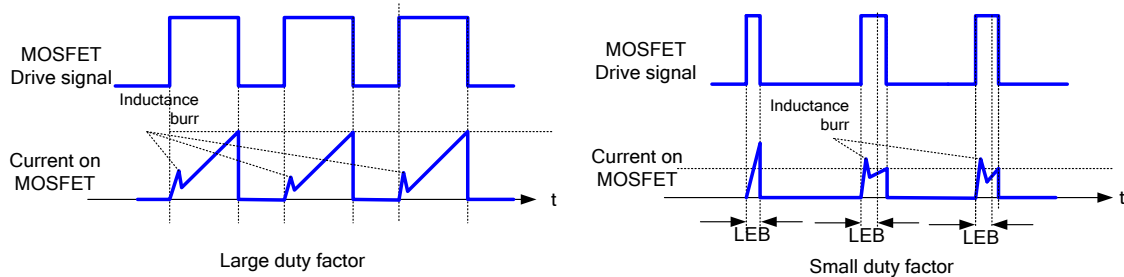 MOSFET
Drive signal
Inductance
burr
Current on
MOSFET
t
Large duty factor
MOSFET
Drive signal
Inductance
burr
Current on
MOSFET
t
LEB
LEB
LEB
Small duty factor